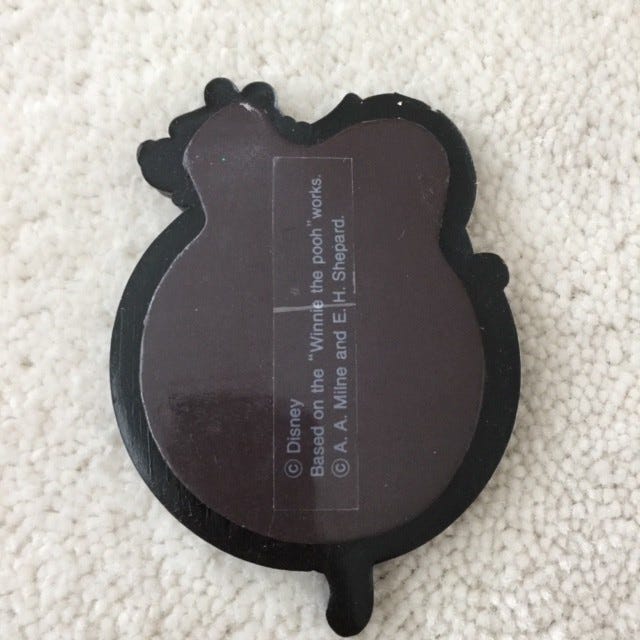 © Disney
Based on the "Winnie the pooh" works.
© A. A. Milne and E. H. Shepard.